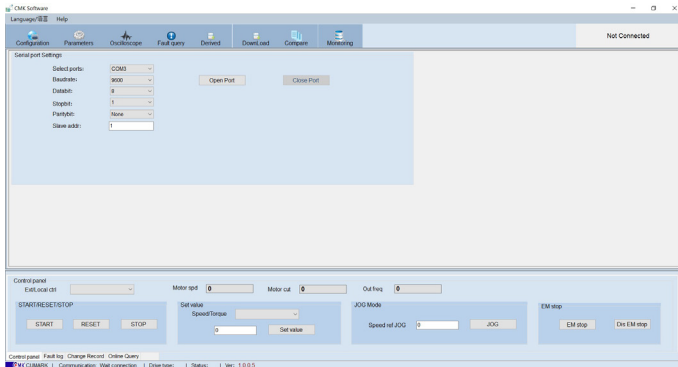 CMK Software
Language/语言 Help
Configuration Parameters Oscilloscope Fault query Derived DownLoad Compare Monitoring Not Connected
Serial port Settings
Select ports: COM3
Baudrate: 9600
Open Port Close Port
Databit: 8
Stopbit: 1
Paritybit: None
Slave addr: 1
Control panel
Ext/Local ctrl Motor spd 0 Motor cut 0 Out freq 0
START/RESET/STOP Set value JOG Mode EM stop
Speed/Torque
START RESET STOP 0 Set value Speed ref JOG 0 JOG EM stop Dis EM stop
Control panel Fault log Change Record Online Query
CUMARK | Communication: Wait connection | Drive type: | Status: | Ver: 1.0.0.5